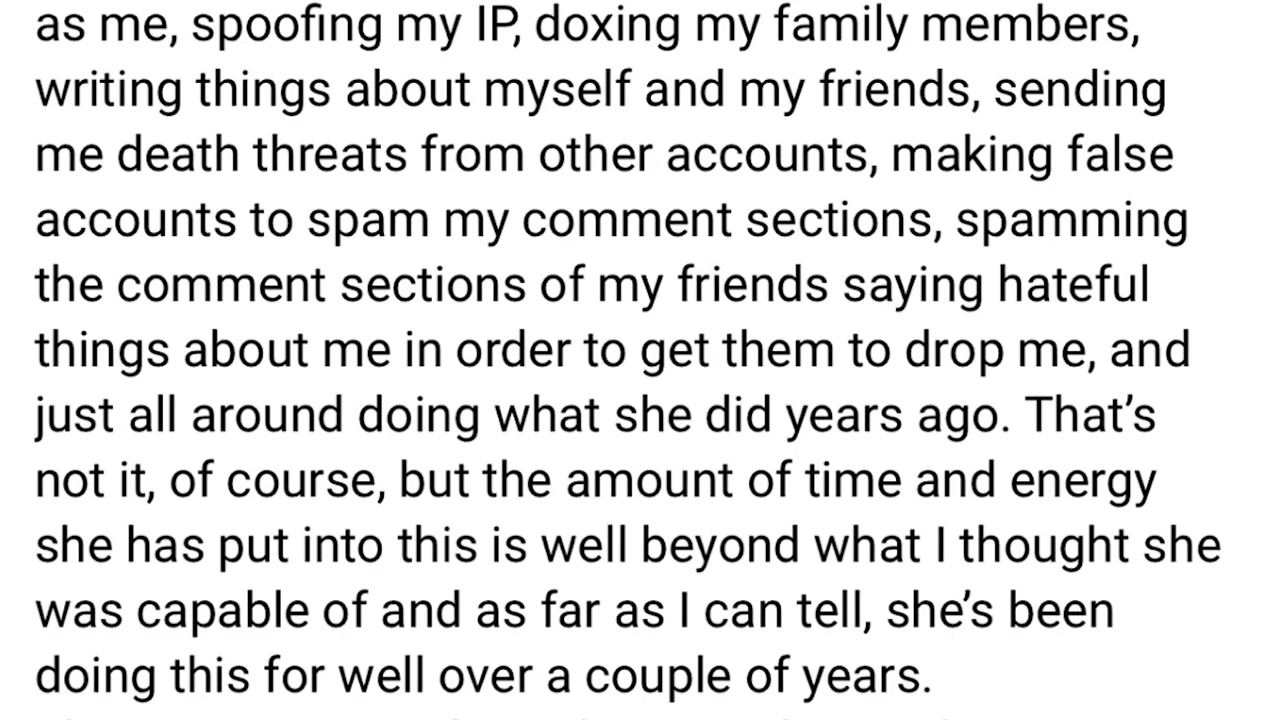 as me, spoofing my IP, doxing my family members,
writing things about myself and my friends, sending
me death threats from other accounts, making false
accounts to spam my comment sections, spamming
the comment sections of my friends saying hateful
things about me in order to get them to drop me, and
just all around doing what she did years ago. That’s
not it, of course, but the amount of time and energy
she has put into this is well beyond what I thought she
was capable of and as far as I can tell, she’s been
doing this for well over a couple of years.